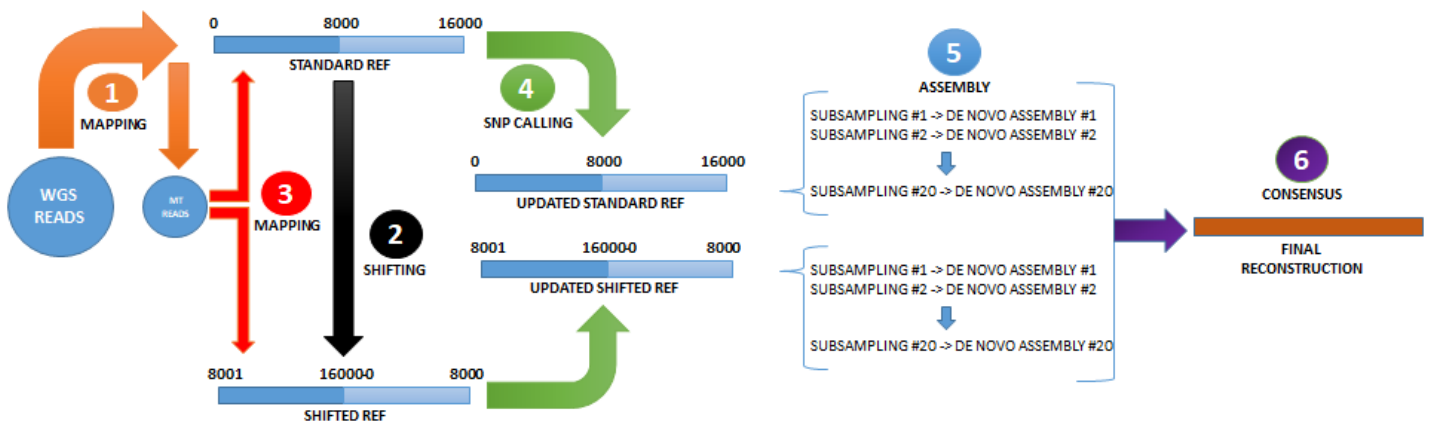 0 8000 16000
STANDARD REF
1
MAPPING
WGS
READS
MT
READS
3
MAPPING
2
SHIFTING
8001 160000-0 8000
SHIFTED REF
4
SNP CALLING
0 8000 16000
UPDATED STANDARD REF
8001 160000-0 8000
UPDATED SHIFTED REF
5
ASSEMBLY
SUBSAMPLING #1 -> DE NOVO ASSEMBLY #1
SUBSAMPLING #2 -> DE NOVO ASSEMBLY #2
SUBSAMPLING #20 -> DE NOVO ASSEMBLY #20
SUBSAMPLING #1 -> DE NOVO ASSEMBLY #1
SUBSAMPLING #2 -> DE NOVO ASSEMBLY #2
SUBSAMPLING #20 -> DE NOVO ASSEMBLY #20
6
CONSENSUS
FINAL
RECONSTRUCTION